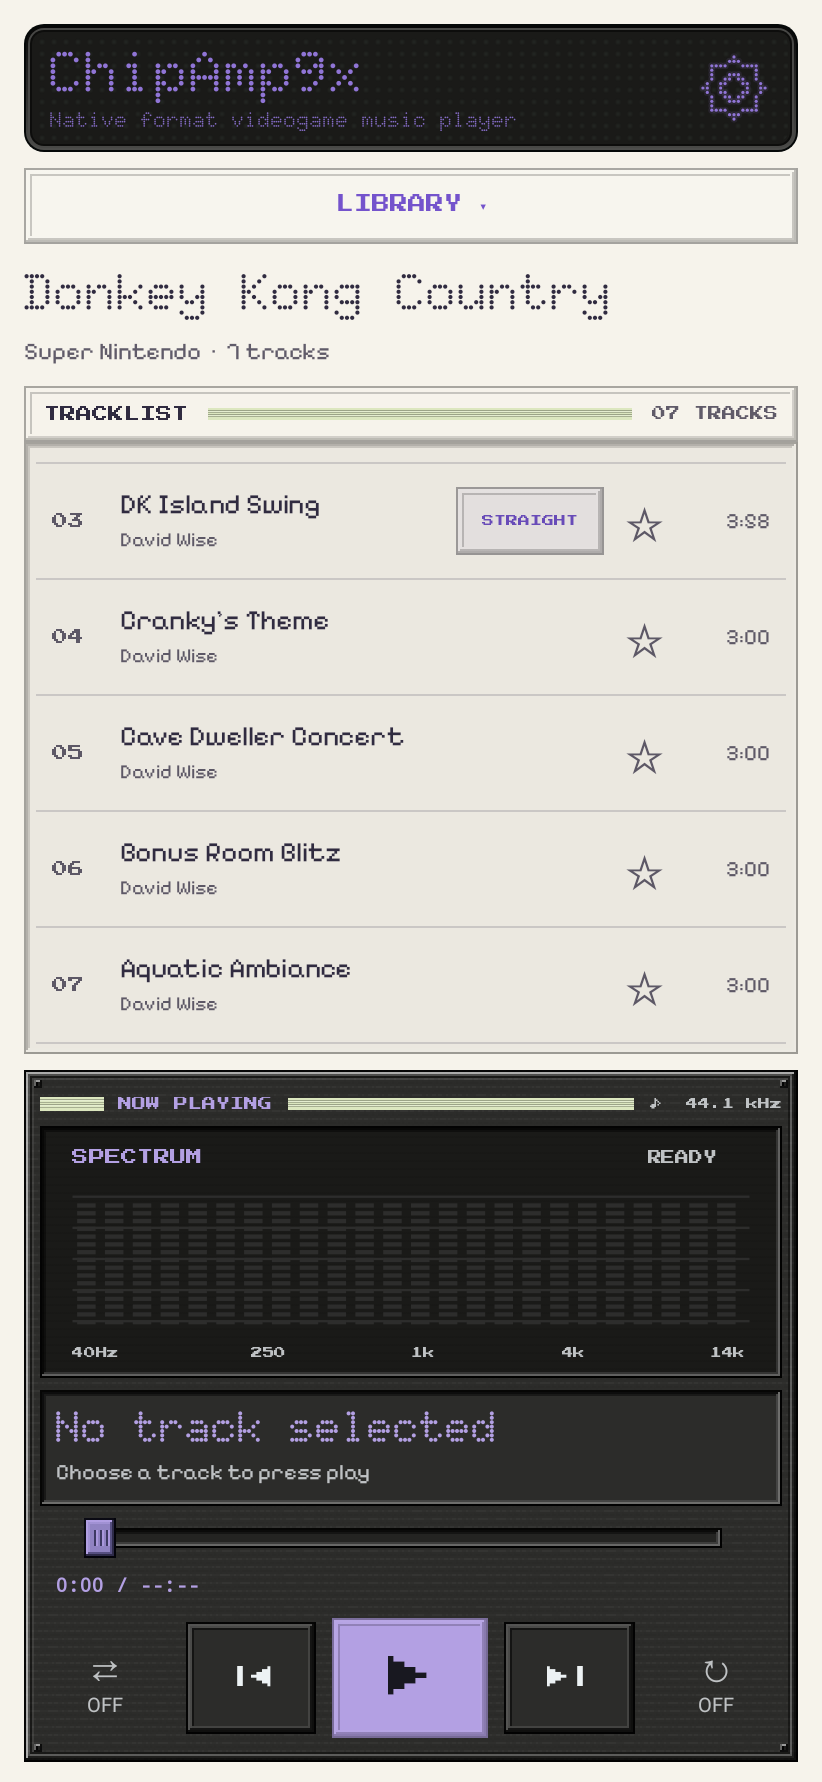 ChipAmp9x
Native format videogame music player
LIBRARY ▾
Donkey Kong Country
Super Nintendo · 7 tracks
TRACKLIST 07 TRACKS
03 DK Island Swing STRAIGHT ☆
David Wise
04 Cranky's Theme ☆ 3:00
David Wise
05 Cave Dweller Concert ☆ 3:00
David Wise
06 Bonus Room Blitz ☆ 3:00
David Wise
07 Aquatic Ambiance ☆ 3:00
David Wise
NOW PLAYING ♪ 44.1 kHz
SPECTRUM READY
40Hz 250 1k 4k 14k
No track selected
Choose a track to press play
0:00 / --:--
OFF OFF